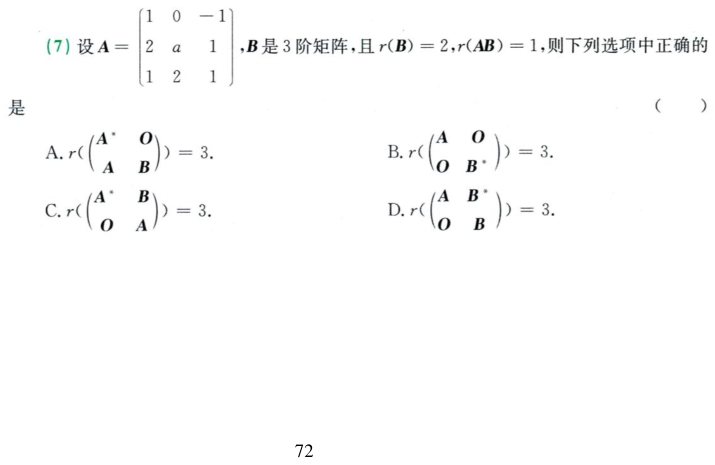 (7) 设 A = [1 0 -1; 2 a 1; 1 2 1], B 是 3 阶矩阵,且 r(B) = 2, r(AB) = 1,则下列选项中正确的
是 ( )
A. r((A* O; A B)) = 3. B. r((A O; O B*)) = 3.
C. r((A* B; O A)) = 3. D. r((A B*; O B)) = 3.
72